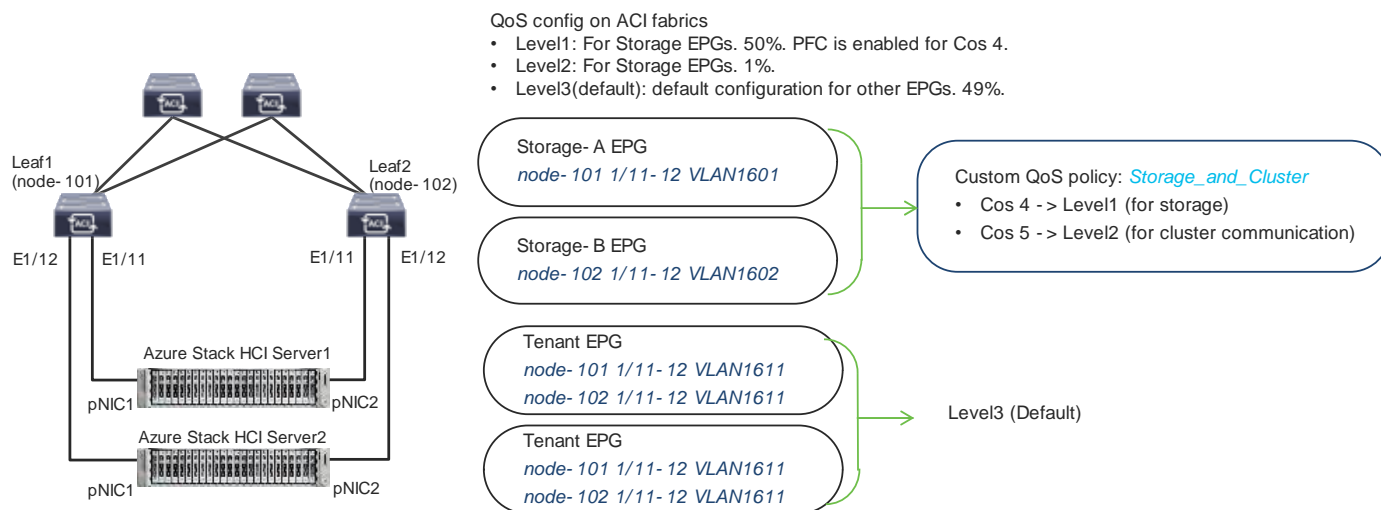 QoS config on ACI fabrics
• Level1: For Storage EPGs. 50%. PFC is enabled for Cos 4.
• Level2: For Storage EPGs. 1%.
• Level3(default): default configuration for other EPGs. 49%.
ACI
ACI
Leaf1
(node- 101)
Leaf2
(node- 102)
ACI
ACI
E1/12
E1/11
E1/11
E1/12
Azure Stack HCI Server1
pNIC1
pNIC2
Azure Stack HCI Server2
pNIC1
pNIC2
Storage- A EPG
node- 101 1/11- 12 VLAN1601
Storage- B EPG
node- 102 1/11- 12 VLAN1602
Custom QoS policy: Storage_and_Cluster
• Cos 4 - > Level1 (for storage)
• Cos 5 - > Level2 (for cluster communication)
Tenant EPG
node- 101 1/11- 12 VLAN1611
node- 102 1/11- 12 VLAN1611
Tenant EPG
node- 101 1/11- 12 VLAN1611
node- 102 1/11- 12 VLAN1611
Level3 (Default)